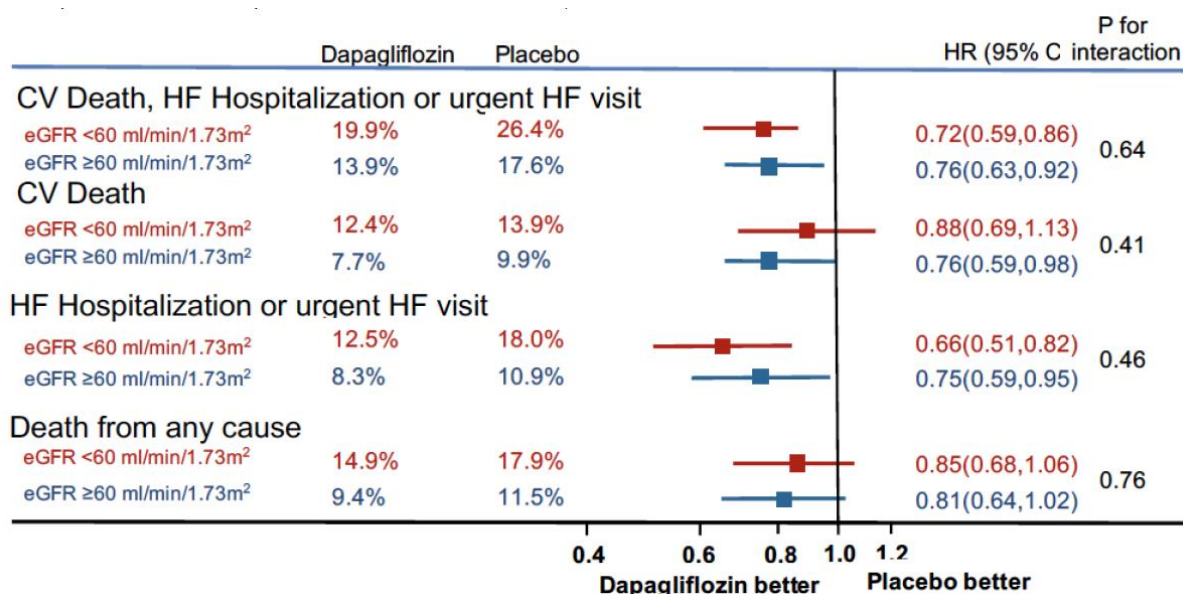 P for
Dapagliflozin Placebo HR (95% C interaction
CV Death, HF Hospitalization or urgent HF visit
eGFR <60 ml/min/1.73m² 19.9% 26.4% 0.72(0.59,0.86)
0.64
eGFR ≥60 ml/min/1.73m² 13.9% 17.6% 0.76(0.63,0.92)
CV Death
eGFR <60 ml/min/1.73m² 12.4% 13.9% 0.88(0.69,1.13)
0.41
eGFR ≥60 ml/min/1.73m² 7.7% 9.9% 0.76(0.59,0.98)
HF Hospitalization or urgent HF visit
eGFR <60 ml/min/1.73m² 12.5% 18.0% 0.66(0.51,0.82)
0.46
eGFR ≥60 ml/min/1.73m² 8.3% 10.9% 0.75(0.59,0.95)
Death from any cause
eGFR <60 ml/min/1.73m² 14.9% 17.9% 0.85(0.68,1.06)
0.76
eGFR ≥60 ml/min/1.73m² 9.4% 11.5% 0.81(0.64,1.02)
0.4 0.6 0.8 1.0 1.2
Dapagliflozin better Placebo better